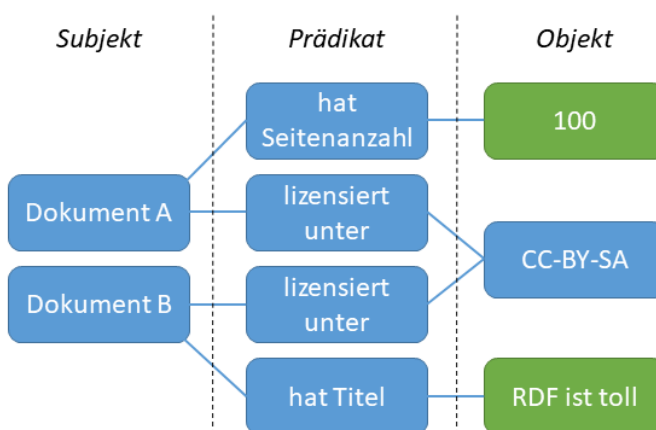 Subjekt Prädikat Objekt
hat
Seitenanzahl
100
Dokument A
lizensiert
unter
CC-BY-SA
Dokument B
lizensiert
unter
hat Titel
RDF ist toll